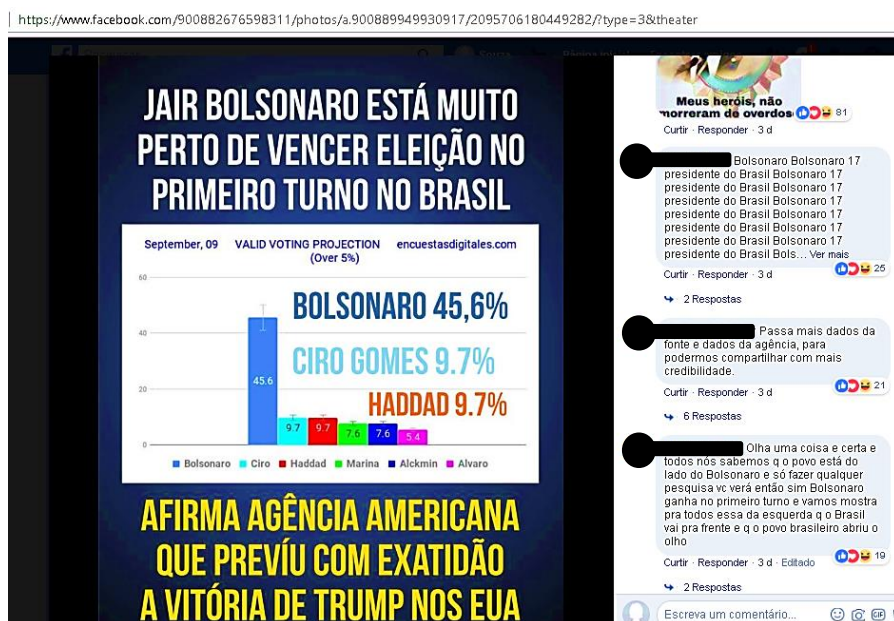 https://www.facebook.com/900882676598311/photos/a.900889949930917/2095706180449282/?type=3&theater
JAIR BOLSONARO ESTÁ MUITO
PERTO DE VENCER ELEIÇÃO NO
PRIMEIRO TURNO NO BRASIL
September, 09 VALID VOTING PROJECTION encuestasdigitales.com
(Over 5%)
60
40
20
0
BOLSONARO 45,6%
CIRO GOMES 9.7%
HADDAD 9.7%
45.6
9.7
9.7
7.6
7.6
5.4
Bolsonaro Ciro Haddad Marina Alckmin Alvaro
AFIRMA AGÊNCIA AMERICANA
QUE PREVÍU COM EXATIDÃO
A VITÓRIA DE TRUMP NOS EUA
Meus heróis, não
morreram de overdos
81
Curtir · Responder · 3 d
Bolsonaro Bolsonaro 17
presidente do Brasil Bolsonaro 17
presidente do Brasil Bolsonaro 17
presidente do Brasil Bolsonaro 17
presidente do Brasil Bolsonaro 17
presidente do Brasil Bolsonaro 17
presidente do Brasil Bolsonaro 17
presidente do Brasil Bols... Ver mais
25
Curtir · Responder · 3 d
2 Respostas
Passa mais dados da
fonte e dados da agência, para
podermos compartilhar com mais
credibilidade.
21
Curtir · Responder · 3 d
6 Respostas
Olha uma coisa e certa e
todos nós sabemos q o povo está do
lado do Bolsonaro e só fazer qualquer
pesquisa vc verá então sim Bolsonaro
ganha no primeiro turno e vamos mostra
pra todos essa da esquerda q o Brasil
vai pra frente e q o povo brasileiro abriu o
olho
19
Curtir · Responder · 3 d · Editado
2 Respostas
Escreva um comentário...
GIF